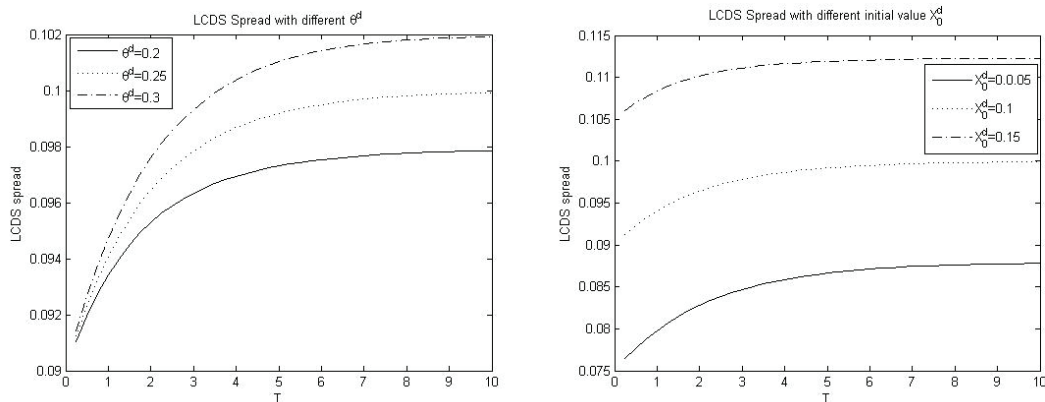 LCDS Spread with different θ^d
LCDS spread
0.102
0.1
0.098
0.096
0.094
0.092
0.09
θ^d=0.2
θ^d=0.25
θ^d=0.3
0 1 2 3 4 5 6 7 8 9 10
T
LCDS Spread with different initial value X_0^d
LCDS spread
0.115
0.11
0.105
0.1
0.095
0.09
0.085
0.08
0.075
X_0^d=0.0.05
X_0^d=0.1
X_0^d=0.15
0 1 2 3 4 5 6 7 8 9 10
T